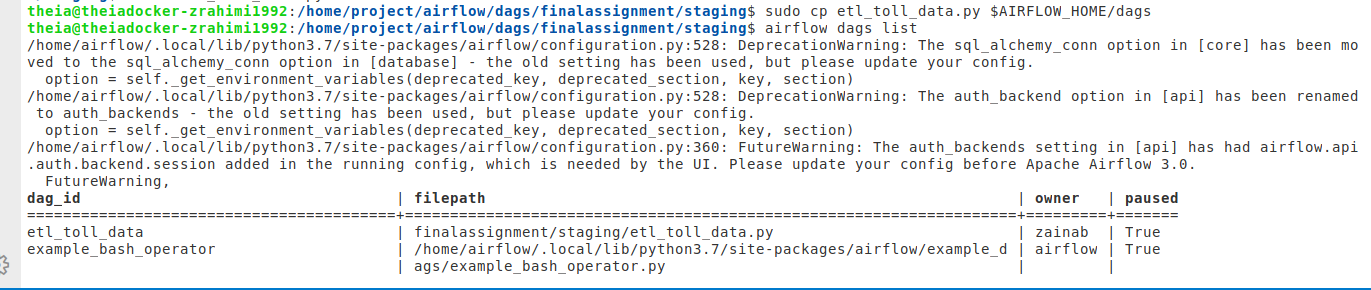 theia@theiadocker-zrahimi1992:/home/project/airflow/dags/finalassignment/staging$ sudo cp etl_toll_data.py $AIRFLOW_HOME/dags
theia@theiadocker-zrahimi1992:/home/project/airflow/dags/finalassignment/staging$ airflow dags list
/home/airflow/.local/lib/python3.7/site-packages/airflow/configuration.py:528: DeprecationWarning: The sql_alchemy_conn option in [core] has been mo
ved to the sql_alchemy_conn option in [database] - the old setting has been used, but please update your config.
  option = self._get_environment_variables(deprecated_key, deprecated_section, key, section)
/home/airflow/.local/lib/python3.7/site-packages/airflow/configuration.py:528: DeprecationWarning: The auth_backend option in [api] has been renamed
 to auth_backends - the old setting has been used, but please update your config.
  option = self._get_environment_variables(deprecated_key, deprecated_section, key, section)
/home/airflow/.local/lib/python3.7/site-packages/airflow/configuration.py:360: FutureWarning: The auth_backends setting in [api] has had airflow.api
.auth.backend.session added in the running config, which is needed by the UI. Please update your config before Apache Airflow 3.0.
  FutureWarning,
dag_id                                   | filepath                                                           | owner   | paused
=========================================+====================================================================+=========+=======
etl_toll_data                            | finalassignment/staging/etl_toll_data.py                           | zainab  | True
example_bash_operator                    | /home/airflow/.local/lib/python3.7/site-packages/airflow/example_d | airflow | True
                                         | ags/example_bash_operator.py                                       |         |